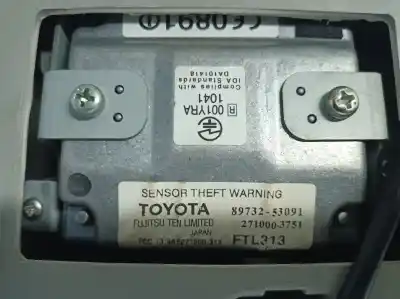 CE0891
Complies with
IDA Standards
DA101418
R 001YRA
1041
SENSOR THEFT WARNING
TOYOTA 89732-53091
FUJITSU TEN LIMITED 271000-3751
JAPAN FTL313